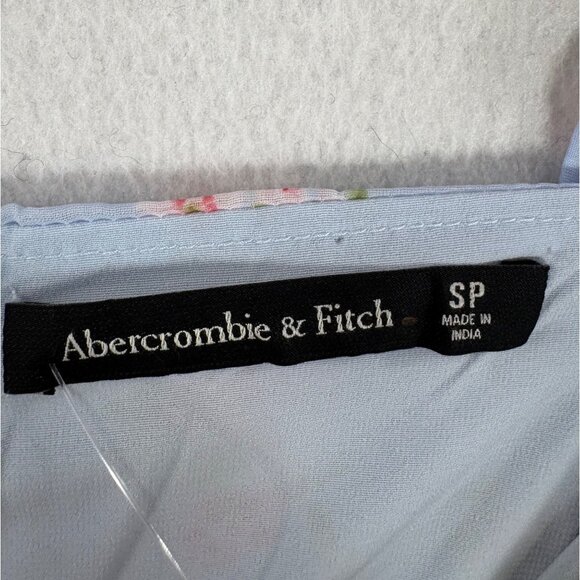 Abercrombie & Fitch
SP
MADE IN
INDIA